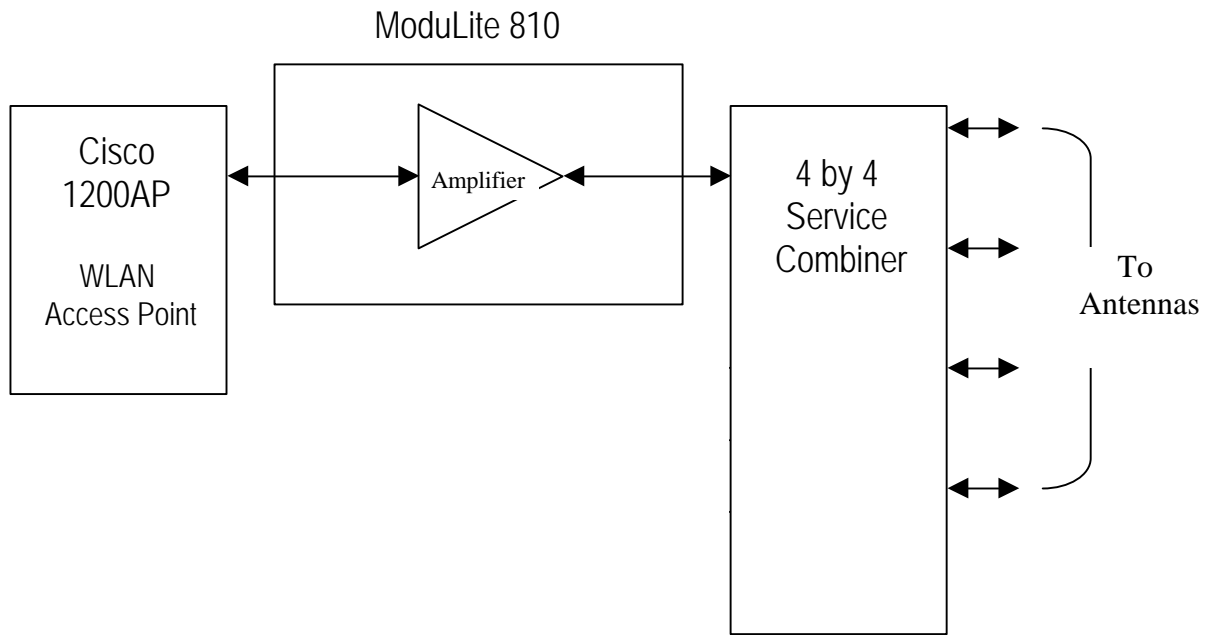 ModuLite 810
Cisco
1200AP
WLAN
Access Point
Amplifier
4 by 4
Service
Combiner
To
Antennas